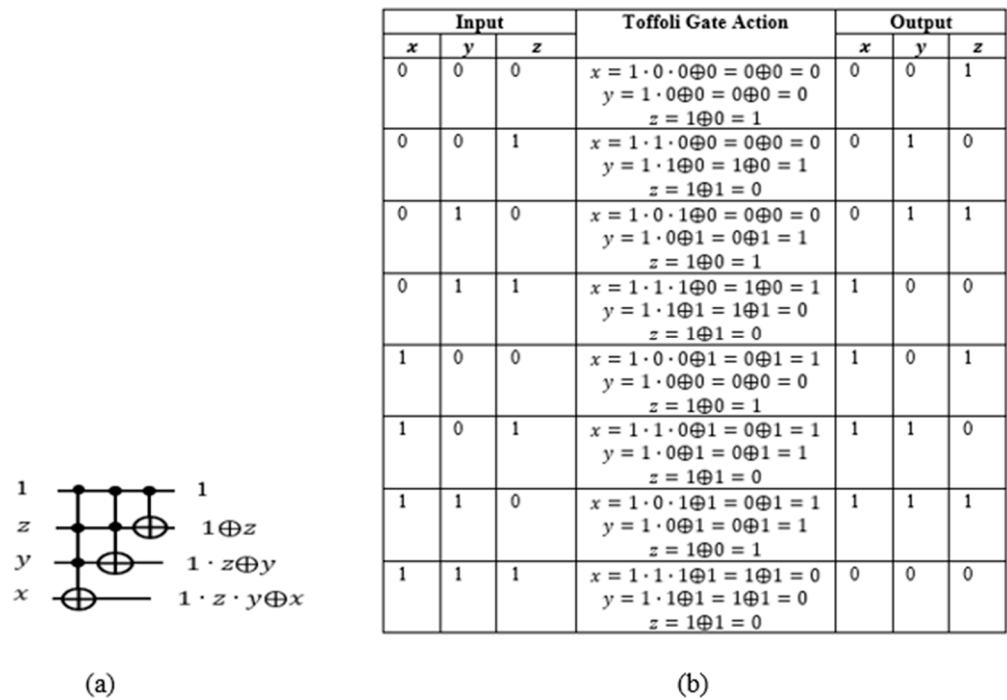 1 1
z 1⊕z
y 1 · z⊕y
x 1 · z · y⊕x
(a)
Input Toffoli Gate Action Output
x y z x y z
0 0 0 x = 1 · 0 · 0⊕0 = 0⊕0 = 0 0 0 1
y = 1 · 0⊕0 = 0⊕0 = 0
z = 1⊕0 = 1
0 0 1 x = 1 · 1 · 0⊕0 = 0⊕0 = 0 0 1 0
y = 1 · 1⊕0 = 1⊕0 = 1
z = 1⊕1 = 0
0 1 0 x = 1 · 0 · 1⊕0 = 0⊕0 = 0 0 1 1
y = 1 · 0⊕1 = 0⊕1 = 1
z = 1⊕0 = 1
0 1 1 x = 1 · 1 · 1⊕0 = 1⊕0 = 1 1 0 0
y = 1 · 1⊕1 = 1⊕1 = 0
z = 1⊕1 = 0
1 0 0 x = 1 · 0 · 0⊕1 = 0⊕1 = 1 1 0 1
y = 1 · 0⊕0 = 0⊕0 = 0
z = 1⊕0 = 1
1 0 1 x = 1 · 1 · 0⊕1 = 0⊕1 = 1 1 1 0
y = 1 · 0⊕1 = 0⊕1 = 1
z = 1⊕1 = 0
1 1 0 x = 1 · 0 · 1⊕1 = 0⊕1 = 1 1 1 1
y = 1 · 0⊕1 = 0⊕1 = 1
z = 1⊕0 = 1
1 1 1 x = 1 · 1 · 1⊕1 = 1⊕1 = 0 0 0 0
y = 1 · 1⊕1 = 1⊕1 = 0
z = 1⊕1 = 0
(b)